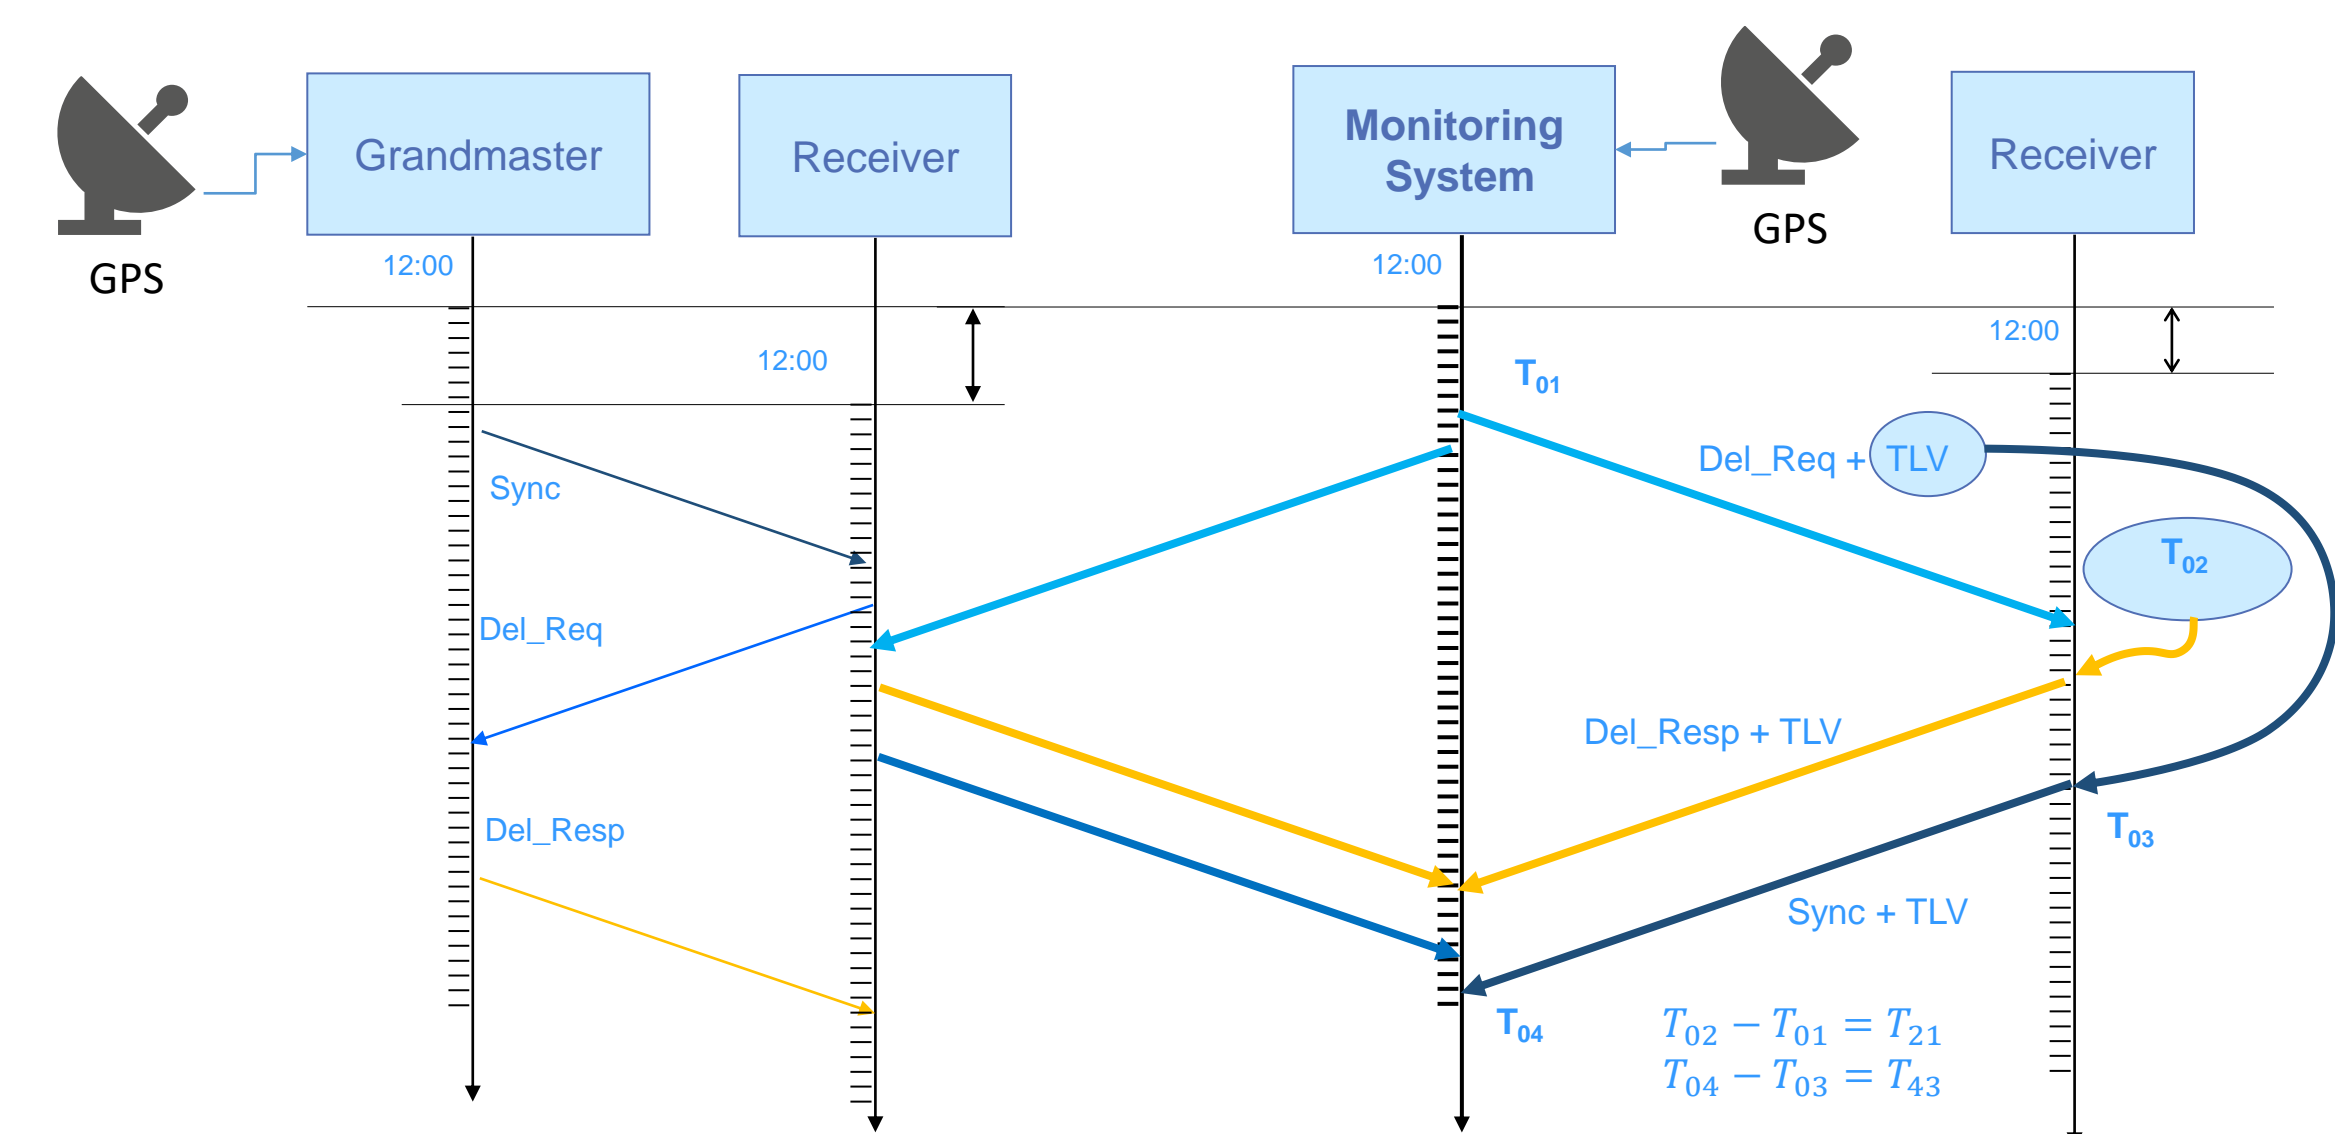 Grandmaster
Receiver
Monitoring
System
Receiver
GPS
GPS
12:00
12:00
12:00
12:00
T₀₁
Del_Req + TLV
Sync
T₀₂
Del_Req
Del_Resp + TLV
Del_Resp
T₀₃
Sync + TLV
T₀₄
T₀₂ − T₀₁ = T₂₁
T₀₄ − T₀₃ = T₄₃